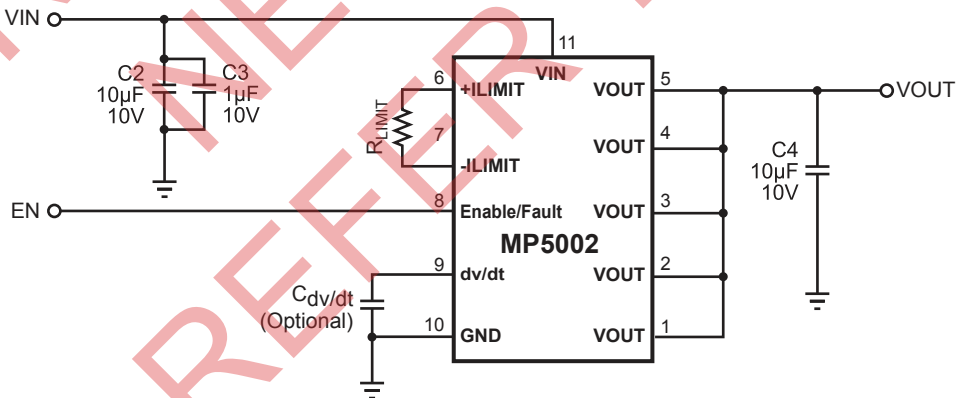 VIN
11
C2
10µF
10V
C3
1µF
10V
6
+ILIMIT
VIN
VOUT
5
VOUT
RLIMIT
7
-ILIMIT
VOUT
4
C4
10µF
10V
EN
8
Enable/Fault
VOUT
3
MP5002
9
dv/dt
VOUT
2
Cdv/dt
(Optional)
10
GND
VOUT
1
REFER